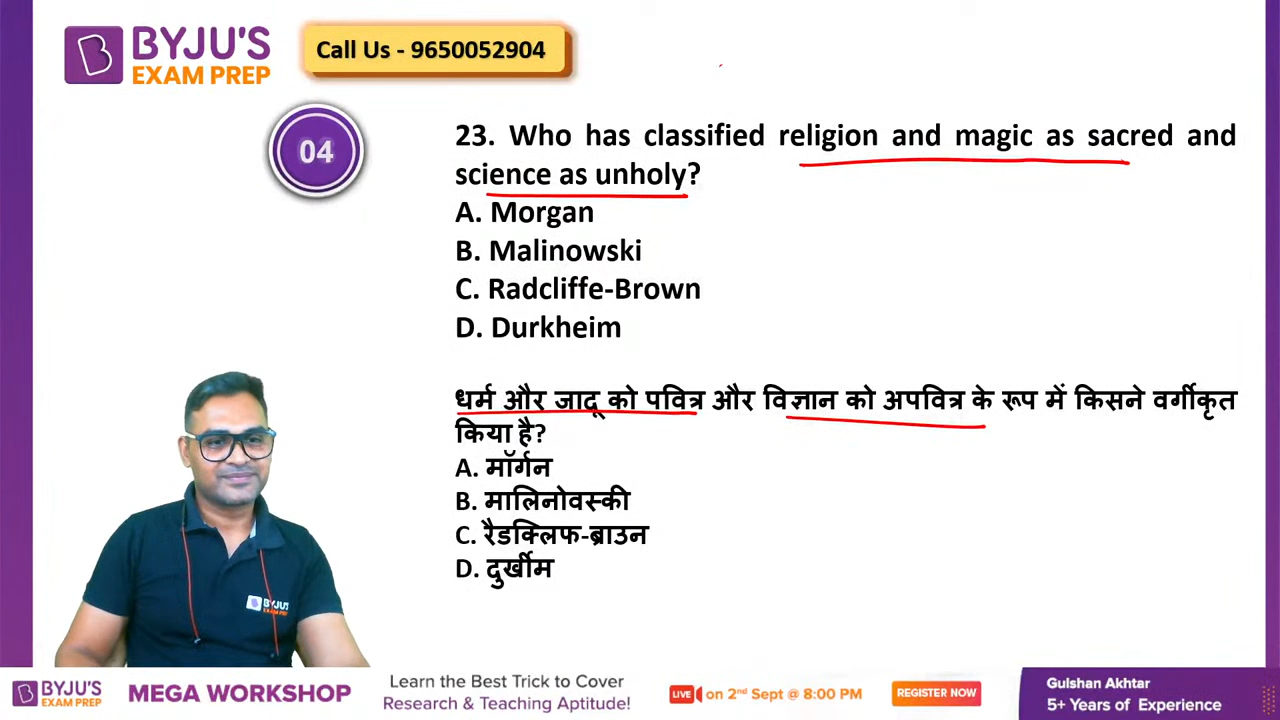 BYJU'S
EXAM PREP
Call Us - 9650052904
04
23. Who has classified religion and magic as sacred and
science as unholy?
A. Morgan
B. Malinowski
C. Radcliffe-Brown
D. Durkheim
धर्म और जादू को पवित्र और विज्ञान को अपवित्र के रूप में किसने वर्गीकृत
किया है?
A. मॉर्गन
B. मालिनोवस्की
C. रैडक्लिफ-ब्राउन
D. दुर्खीम
BYJU'S
EXAM PREP
BYJU'S
EXAM PREP
MEGA WORKSHOP
Learn the Best Trick to Cover
Research & Teaching Aptitude!
LIVE on 2nd Sept @ 8:00 PM
REGISTER NOW
Gulshan Akhtar
5+ Years of Experience